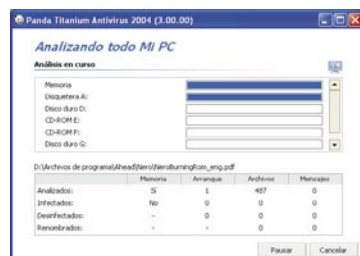 Panda Titanium Antivirus 2004 (3.00.00)
Analizando todo Mi PC
Análisis en curso
Memoria
Disquetera A:
Disco duro D:
CD-ROM E:
CD-ROM F:
Disco duro G:
D:\Archivos de programa\Ahead\Nero\NeroBurningRom_eng.pdf
Memoria Arranque Archivos Mensajes
Analizados: Sí 1 487 0
Infectados: No 0 0 0
Desinfectados: - 0 0 0
Renombrados: - - 0 0
Pausar Cancelar